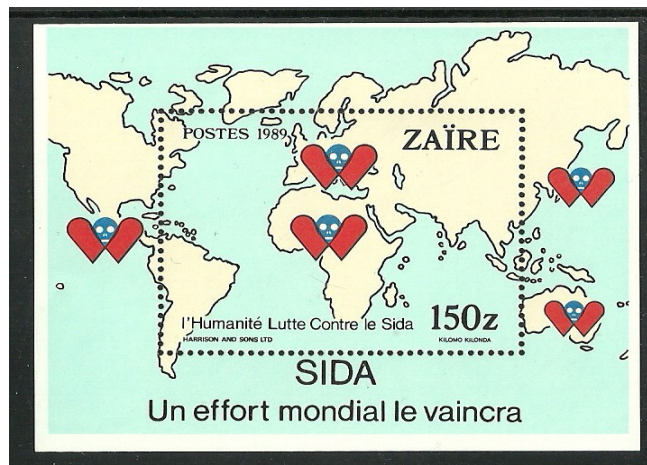 POSTES 1989
ZAÏRE
l'Humanité Lutte Contre le Sida
150z
HARRISON AND SONS LTD
KILOMO KILONDA
SIDA
Un effort mondial le vaincra